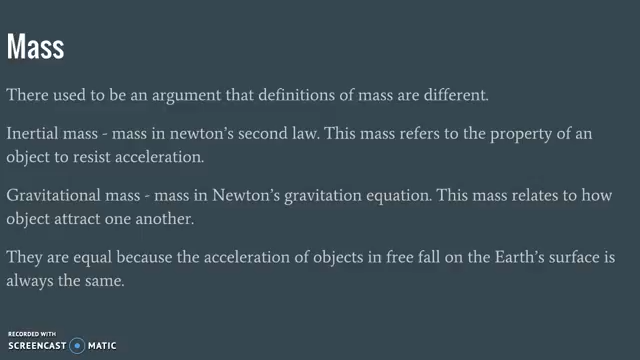 Mass
There used to be an argument that definitions of mass are different.
Inertial mass - mass in newton's second law. This mass refers to the property of an
object to resist acceleration.
Gravitational mass - mass in Newton's gravitation equation. This mass relates to how
object attract one another.
They are equal because the acceleration of objects in free fall on the Earth's surface is
always the same.
RECORDED WITH
SCREENCAST MATIC